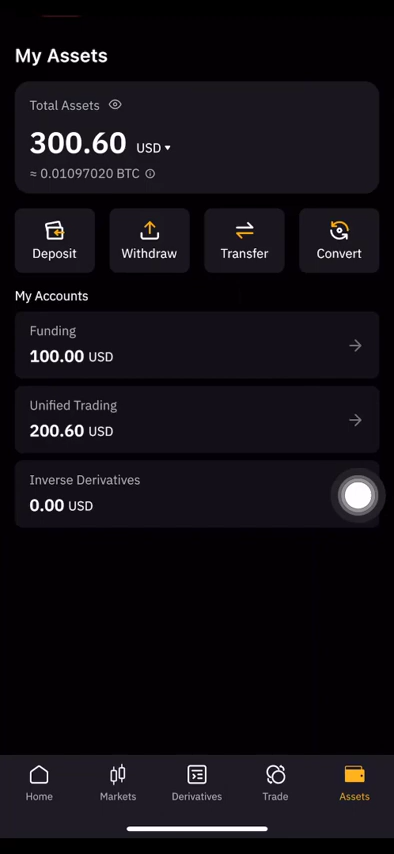 My Assets
Total Assets
300.60 USD
≈ 0.01097020 BTC
Deposit Withdraw Transfer Convert
My Accounts
Funding
100.00 USD
Unified Trading
200.60 USD
Inverse Derivatives
0.00 USD
Home Markets Derivatives Trade Assets